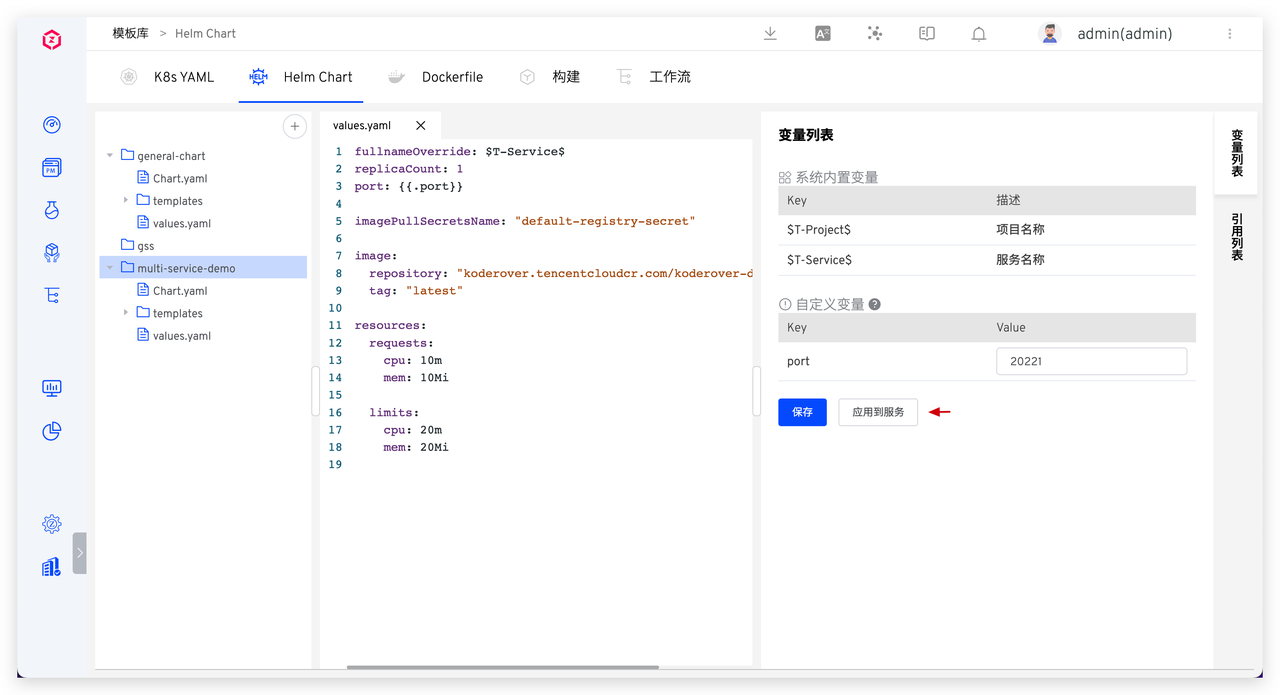 模板库 > Helm Chart
admin(admin)
K8s YAML
HELM
Helm Chart
Dockerfile
构建
工作流
PM
general-chart
Chart.yaml
templates
values.yaml
gss
multi-service-demo
Chart.yaml
templates
values.yaml
values.yaml
1 fullnameOverride: $T-Service$
2 replicaCount: 1
3 port: {{.port}}
4
5 imagePullSecretsName: "default-registry-secret"
6
7 image:
8 repository: "koderover.tencentcloudcr.com/koderover-d
9 tag: "latest"
10
11 resources:
12 requests:
13 cpu: 10m
14 mem: 10Mi
15
16 limits:
17 cpu: 20m
18 mem: 20Mi
19
变量列表
系统内置变量
Key 描述
$T-Project$ 项目名称
$T-Service$ 服务名称
自定义变量
Key Value
port 20221
保存 应用到服务
变量列表
引用列表